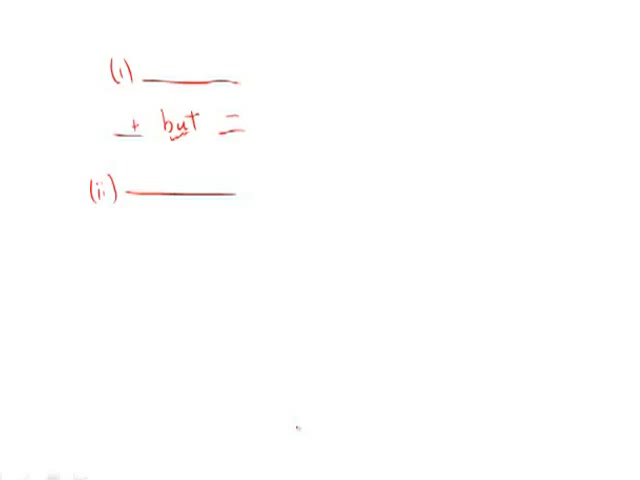 (i) ______
+ but =
(ii) ______